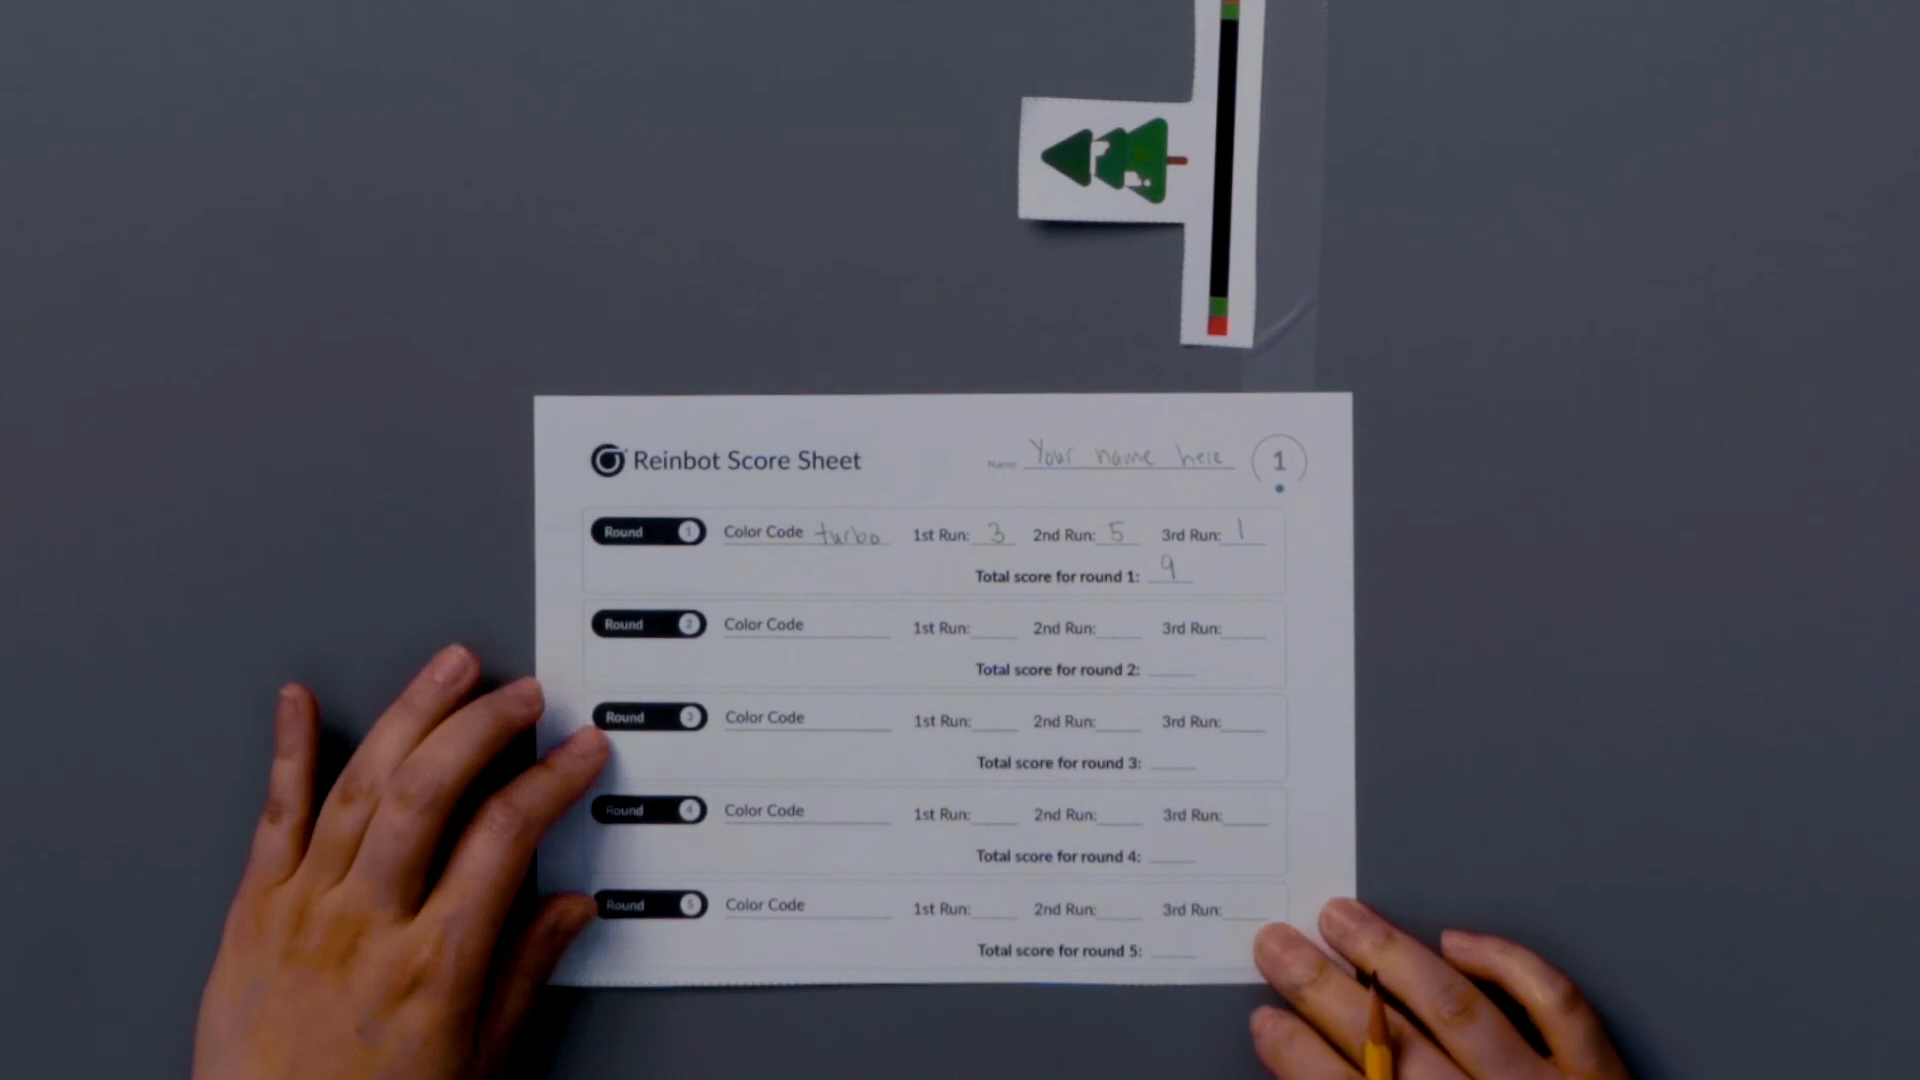 Reinbot Score Sheet Name: Your name here 1
Round 1 Color Code turbo 1st Run: 3 2nd Run: 5 3rd Run: 1
Total score for round 1: 9
Round 2 Color Code 1st Run: 2nd Run: 3rd Run:
Total score for round 2:
Round 3 Color Code 1st Run: 2nd Run: 3rd Run:
Total score for round 3:
Round 4 Color Code 1st Run: 2nd Run: 3rd Run:
Total score for round 4:
Round 5 Color Code 1st Run: 2nd Run: 3rd Run:
Total score for round 5: